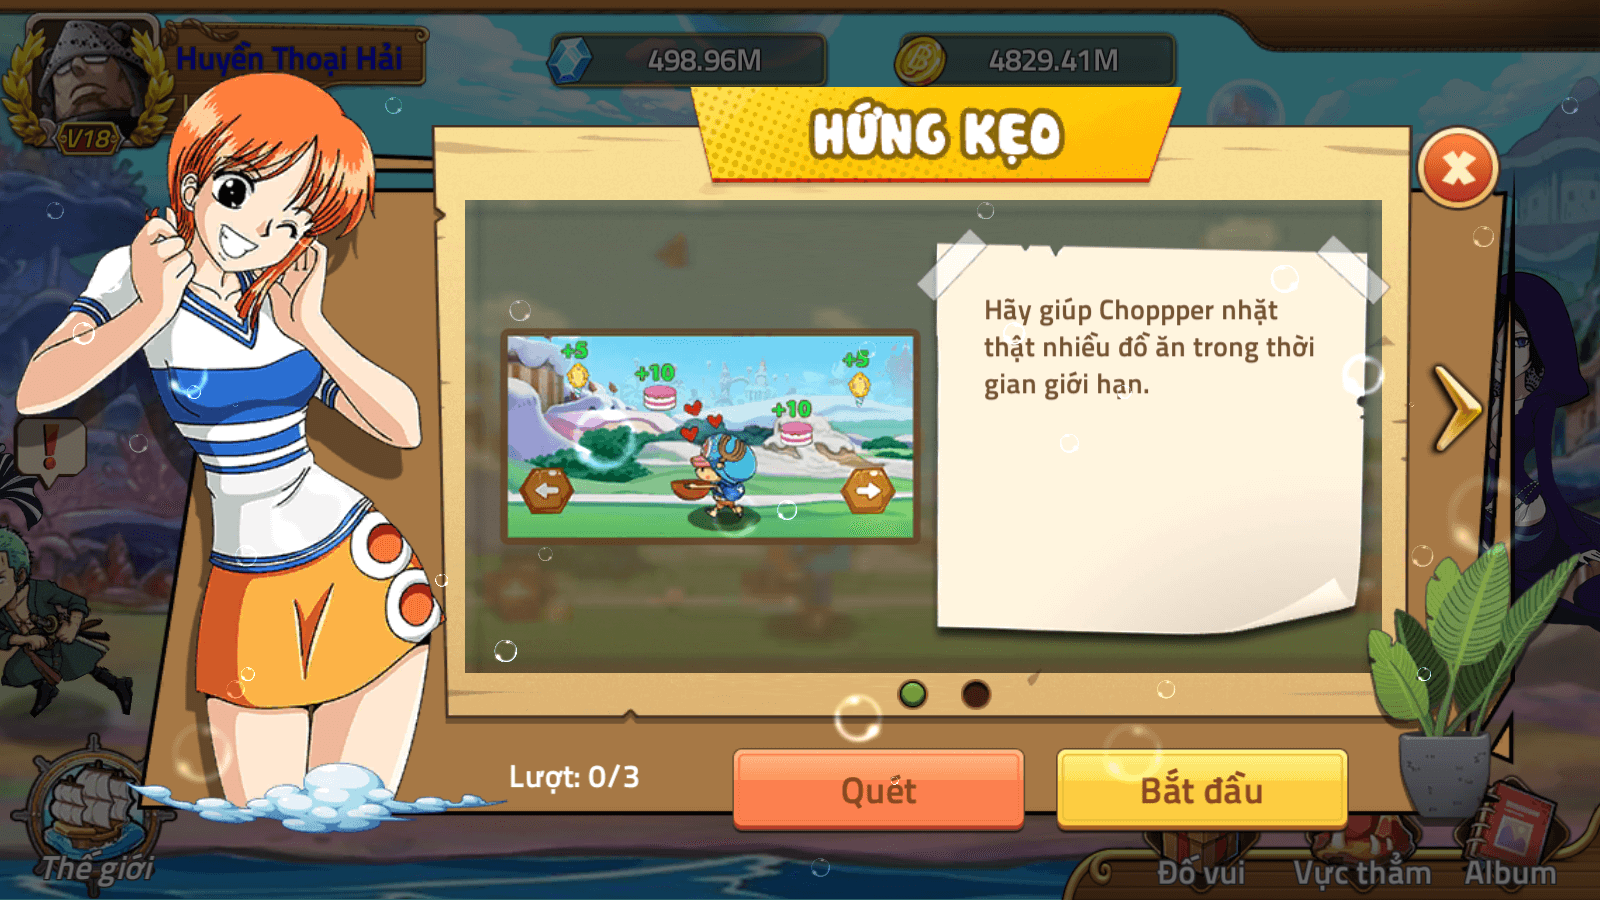 Huyền Thoại Hải
498.96M
4829.41M
V18
HỨNG KẸO
Hãy giúp Choppper nhặt
thật nhiều đồ ăn trong thời
gian giới hạn.
+5
+10
+5
+10
Lượt: 0/3
Quét
Bắt đầu
Thế giới
Đố vui
Vực thẳm
Album